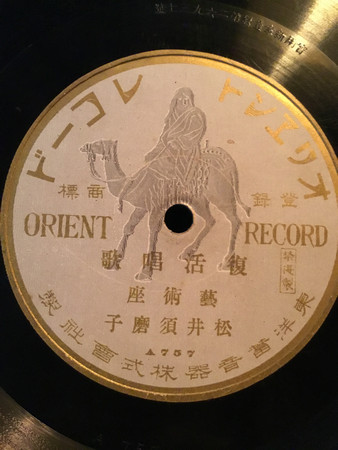 オリエント レコード
登録 商標
ORIENT RECORD
復活唱歌
藝術座
松井須磨子
A757
東洋蓄音器株式會社製